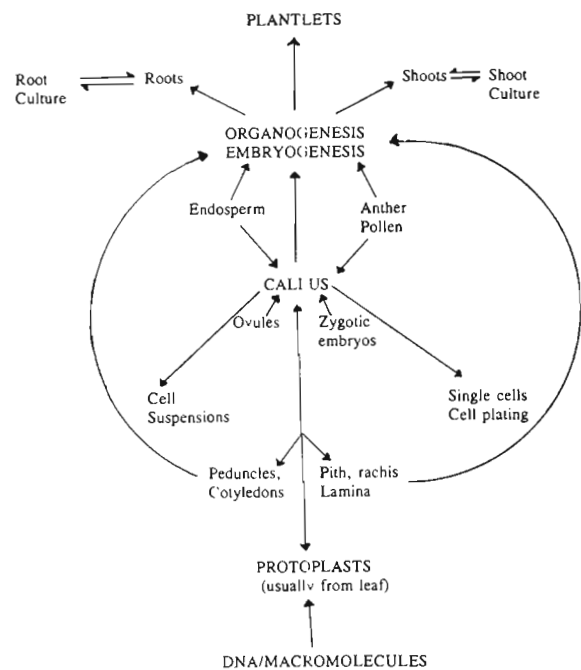 PLANTLETS
Root
Culture
Roots
Shoots
Shoot
Culture
ORGANOGENESIS
EMBRYOGENESIS
Endosperm
Anther
Pollen
CALLUS
Ovules
Zygotic
embryos
Cell
Suspensions
Single cells
Cell plating
Peduncles,
Cotyledons
Pith, rachis
Lamina
PROTOPLASTS
(usually from leaf)
DNA/MACROMOLECULES